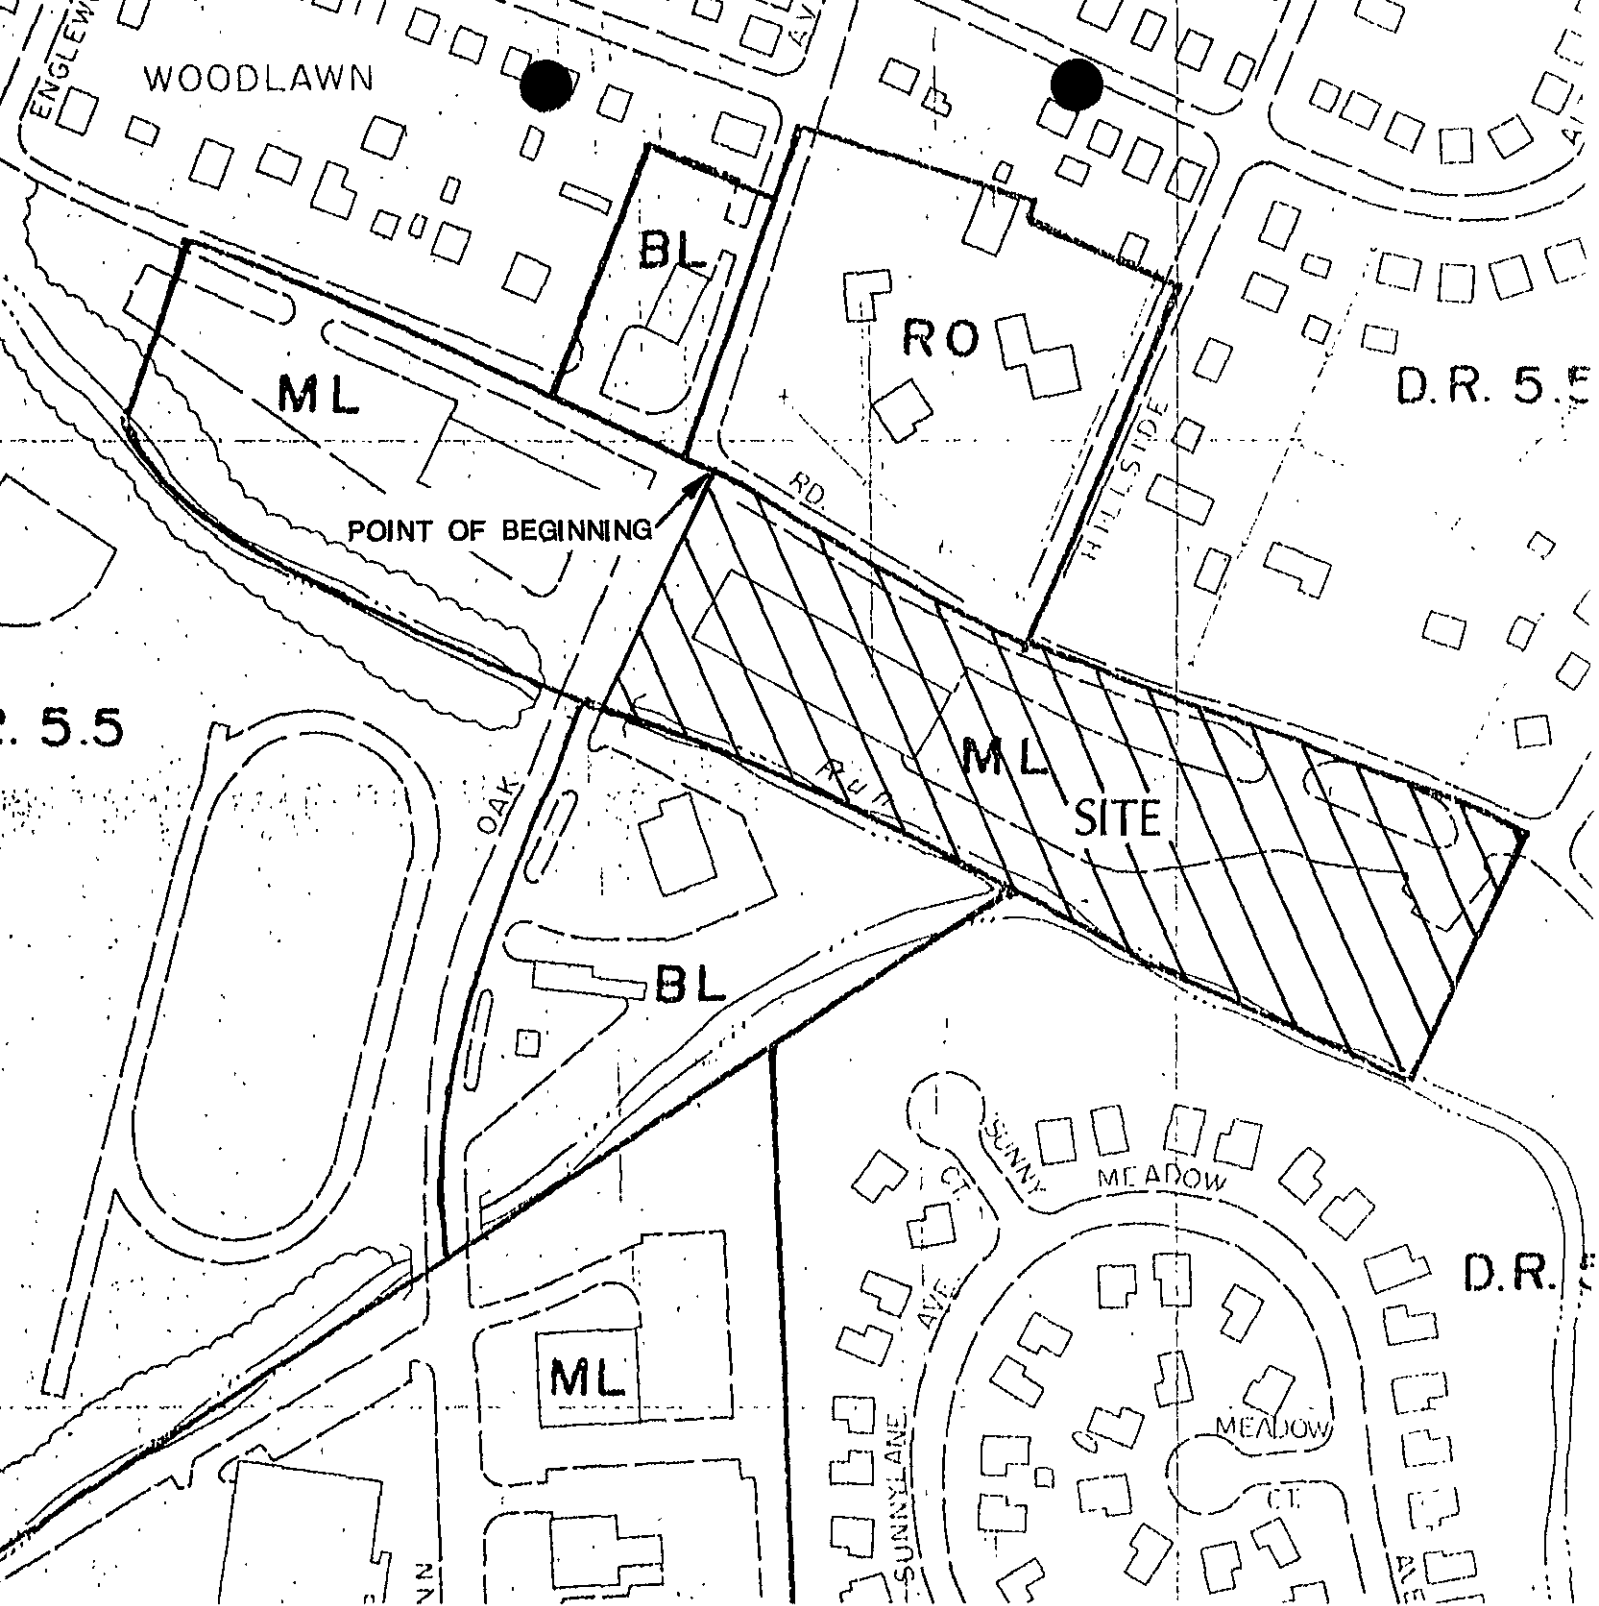 WOODLAWN
BL
RO
ML
D.R. 5.5
RD.
HILLSIDE
POINT OF BEGINNING
5.5
ML
SITE
Run
OAK
BL
SUNNY
CT.
MEADOW
D.R.
AVE.
ML
MEADOW
CT.
SUNNYLANE